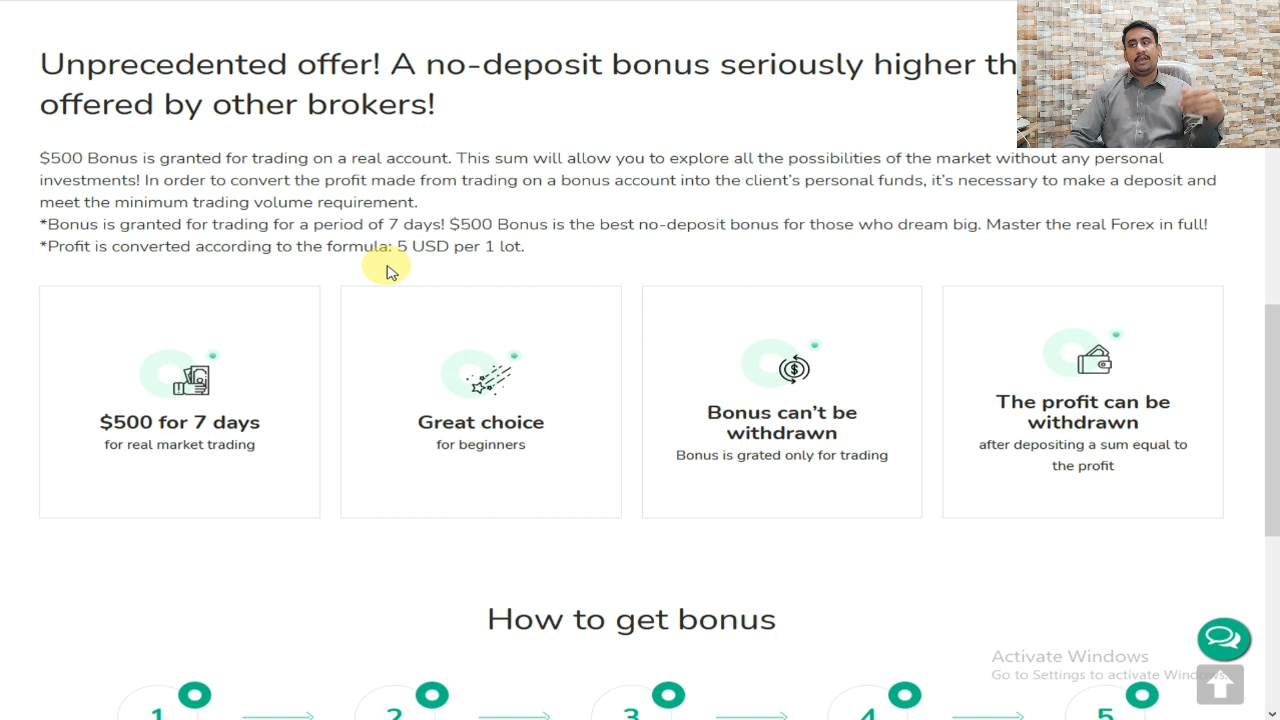 Unprecedented offer! A no-deposit bonus seriously higher
offered by other brokers!
$500 Bonus is granted for trading on a real account. This sum will allow you to explore all the possibilities of the market without any personal
investments! In order to convert the profit made from trading on a bonus account into the client's personal funds, it's necessary to make a deposit and
meet the minimum trading volume requirement.
*Bonus is granted for trading for a period of 7 days! $500 Bonus is the best no-deposit bonus for those who dream big. Master the real Forex in full!
*Profit is converted according to the formula: 5 USD per 1 lot.
$500 for 7 days
for real market trading
Great choice
for beginners
Bonus can't be
withdrawn
Bonus is grated only for trading
The profit can be
withdrawn
after depositing a sum equal to
the profit
How to get bonus
Activate Windows
Go to Settings to activate Windows.
1
2
3
4
5